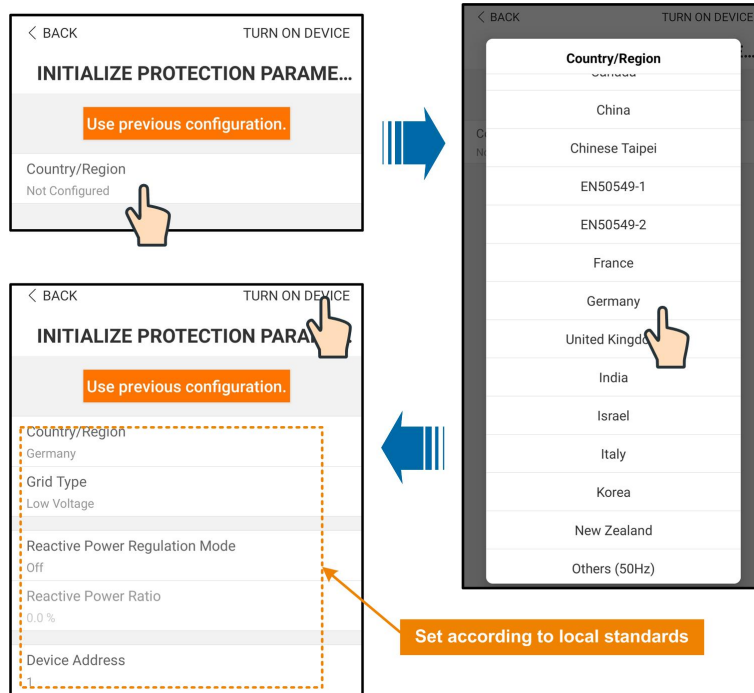 < BACK
TURN ON DEVICE
INITIALIZE PROTECTION PARAME...
Use previous configuration.
Country/Region
Not Configured
< BACK
TURN ON DEVICE
Country/Region
Canada
China
Chinese Taipei
EN50549-1
EN50549-2
France
Germany
United Kingdo
India
Israel
Italy
Korea
New Zealand
Others (50Hz)
< BACK
TURN ON DEVICE
INITIALIZE PROTECTION PARA
Use previous configuration.
Country/Region
Germany
Grid Type
Low Voltage
Reactive Power Regulation Mode
Off
Reactive Power Ratio
0.0 %
Device Address
1
Set according to local standards